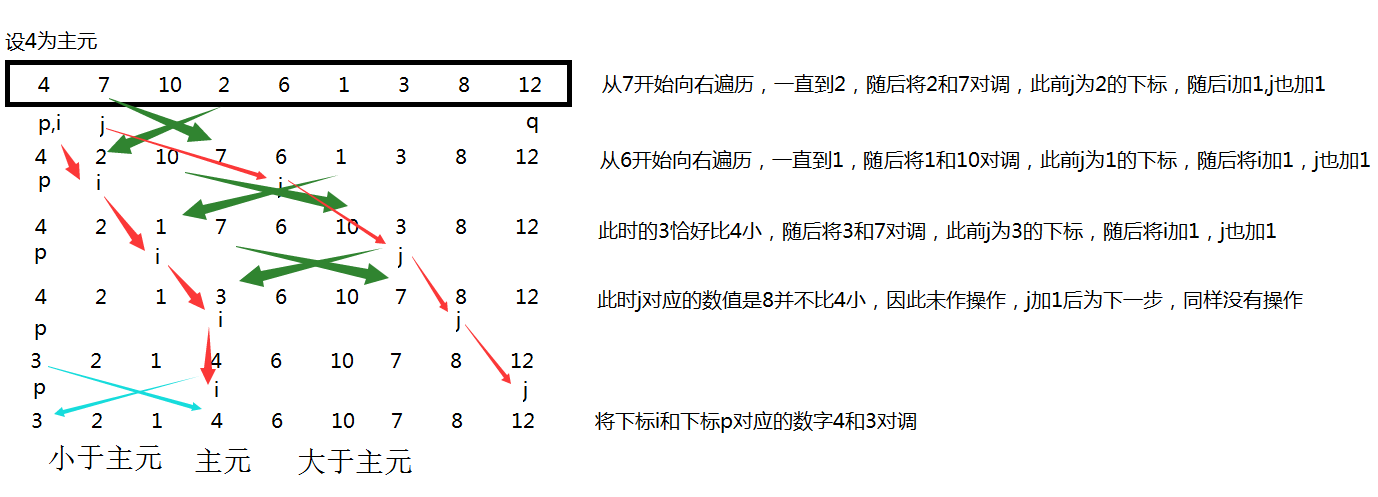 设4为主元
4 7 10 2 6 1 3 8 12 从7开始向右遍历，一直到2，随后将2和7对调，此前j为2的下标，随后i加1,j也加1
p,i j q
4 2 10 7 6 1 3 8 12 从6开始向右遍历，一直到1，随后将1和10对调，此前j为1的下标，随后将i加1，j也加1
p i j
4 2 1 7 6 10 3 8 12 此时的3恰好比4小，随后将3和7对调，此前j为3的下标，随后将i加1，j也加1
p i j
4 2 1 3 6 10 7 8 12 此时j对应的数值是8并不比4小，因此未作操作，j加1后为下一步，同样没有操作
p i j
3 2 1 4 6 10 7 8 12
p i j
3 2 1 4 6 10 7 8 12 将下标i和下标p对应的数字4和3对调
小于主元 主元 大于主元